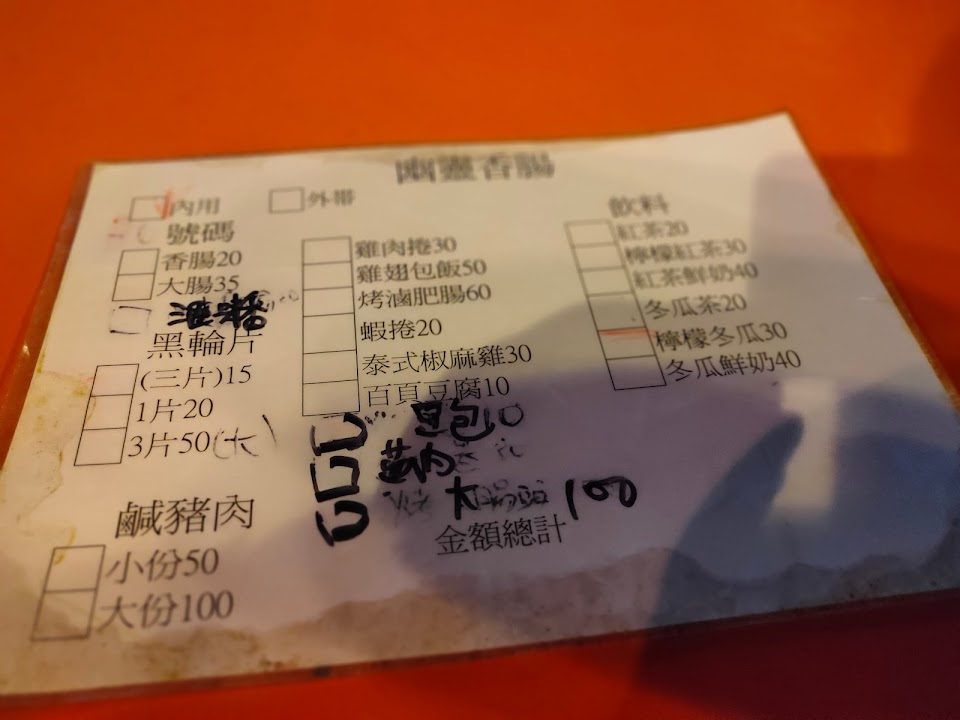 幽靈香腸
內用
外帶
號碼
香腸20
大腸35
黑輪片
(三片)15
1片20
3片50(大)
鹹豬肉
小份50
大份100
雞肉捲30
雞翅包飯50
烤滷肥腸60
蝦捲20
泰式椒麻雞30
百頁豆腐10
大腸頭
金額總計
飲料
紅茶20
檸檬紅茶30
紅茶鮮奶40
冬瓜茶20
檸檬冬瓜30
冬瓜鮮奶40